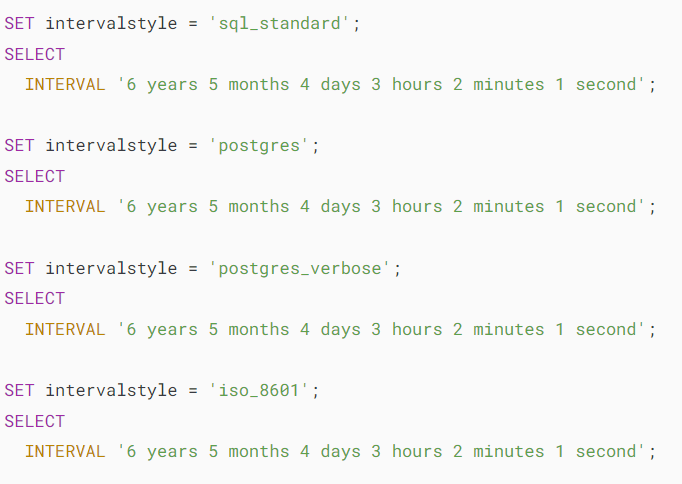 SET intervalstyle = 'sql_standard';
SELECT
  INTERVAL '6 years 5 months 4 days 3 hours 2 minutes 1 second';

SET intervalstyle = 'postgres';
SELECT
  INTERVAL '6 years 5 months 4 days 3 hours 2 minutes 1 second';

SET intervalstyle = 'postgres_verbose';
SELECT
  INTERVAL '6 years 5 months 4 days 3 hours 2 minutes 1 second';

SET intervalstyle = 'iso_8601';
SELECT
  INTERVAL '6 years 5 months 4 days 3 hours 2 minutes 1 second';